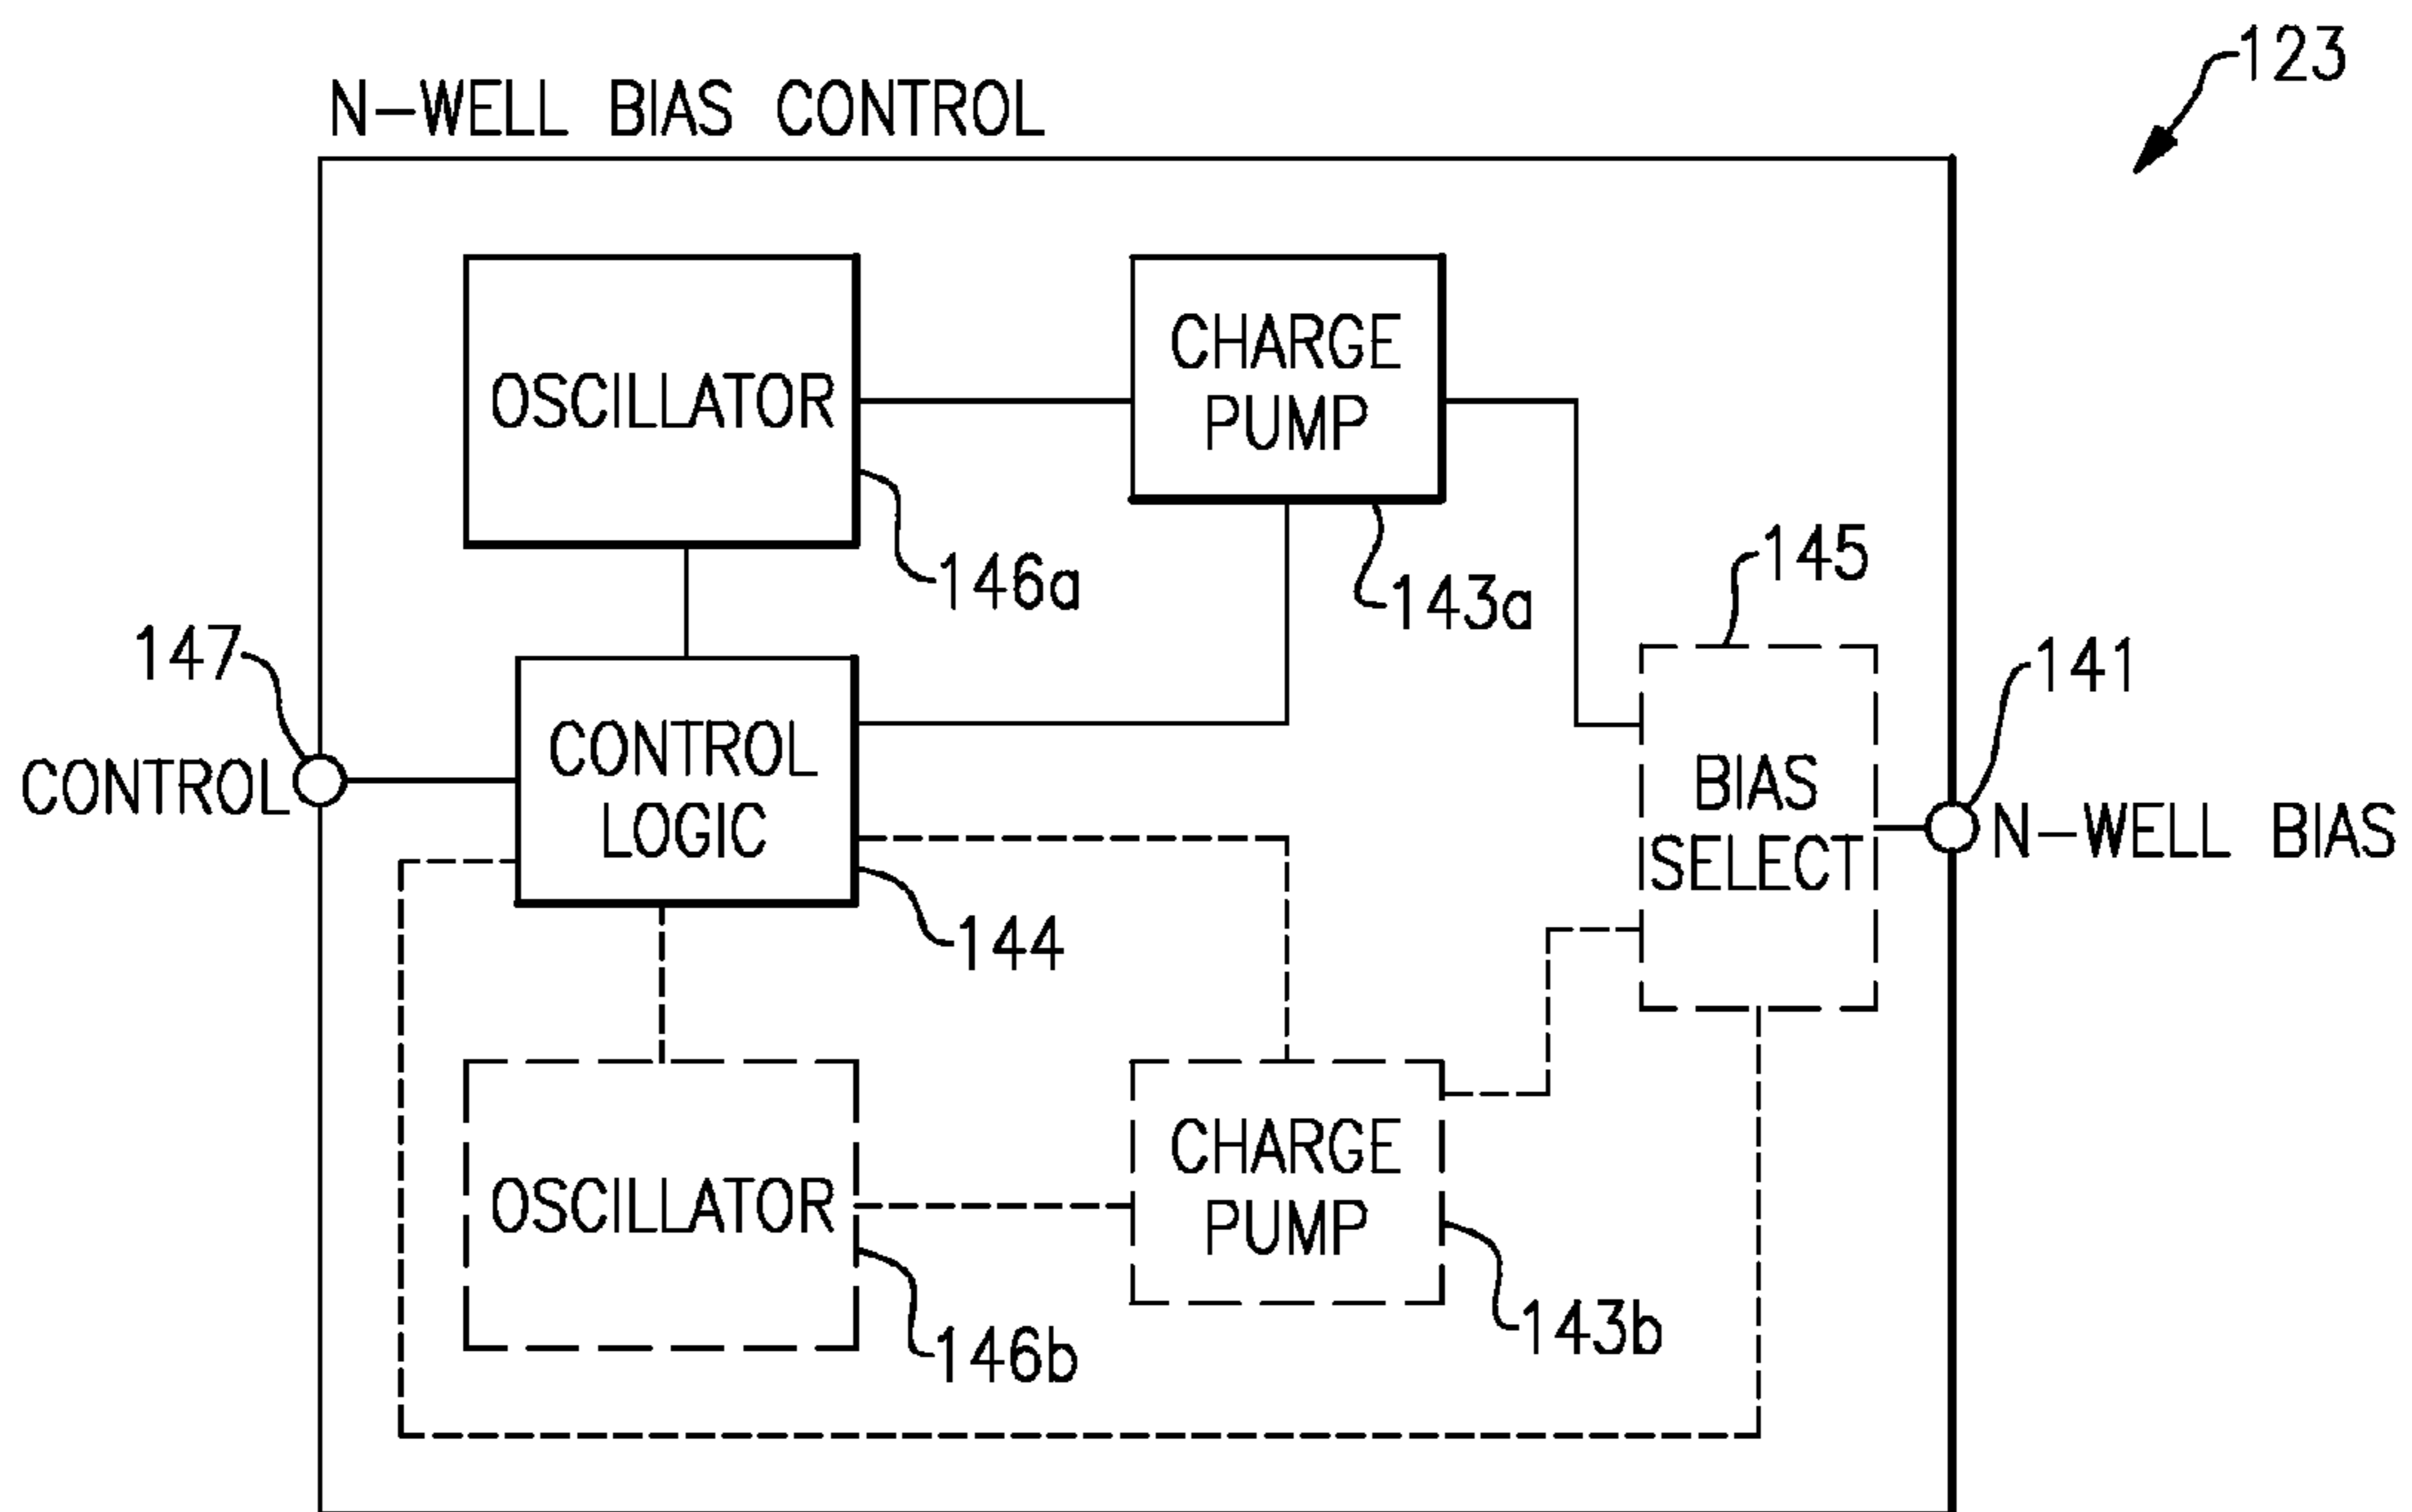 123
N-WELL BIAS CONTROL
OSCILLATOR
CHARGE
PUMP
146a
143a
145
147
141
CONTROL
CONTROL
LOGIC
BIAS
SELECT
N-WELL BIAS
144
OSCILLATOR
CHARGE
PUMP
146b
143b